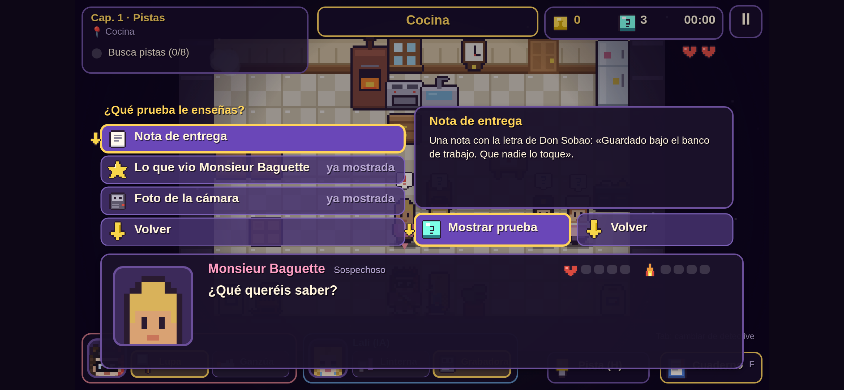 Cap. 1 · Pistas
Cocina
Busca pistas (0/8)
Cocina
0
3
00:00
¿Qué prueba le enseñas?
Nota de entrega
Lo que vio Monsieur Baguette ya mostrada
Foto de la cámara ya mostrada
Volver
Nota de entrega
Una nota con la letra de Don Sobao: «Guardado bajo el banco
de trabajo. Que nadie lo toque».
Mostrar prueba
Volver
Monsieur Baguette Sospechoso
¿Qué queréis saber?
F